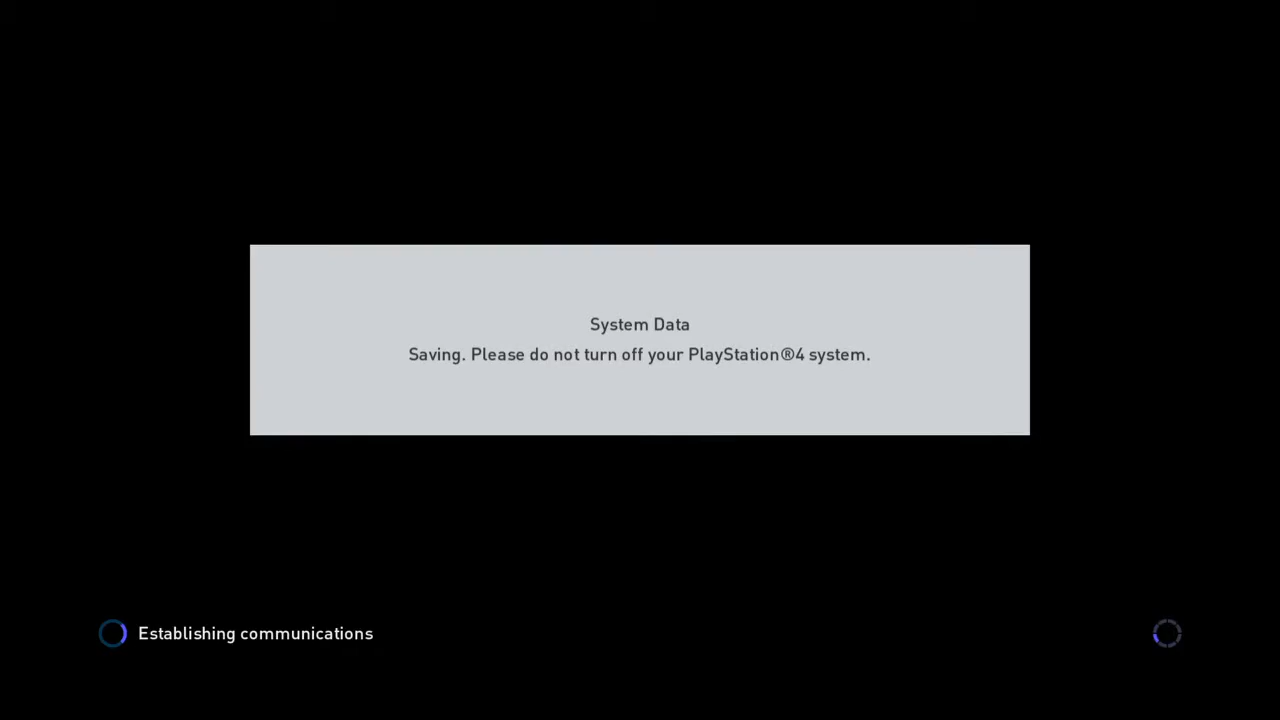 System Data
Saving. Please do not turn off your PlayStation®4 system.
Establishing communications